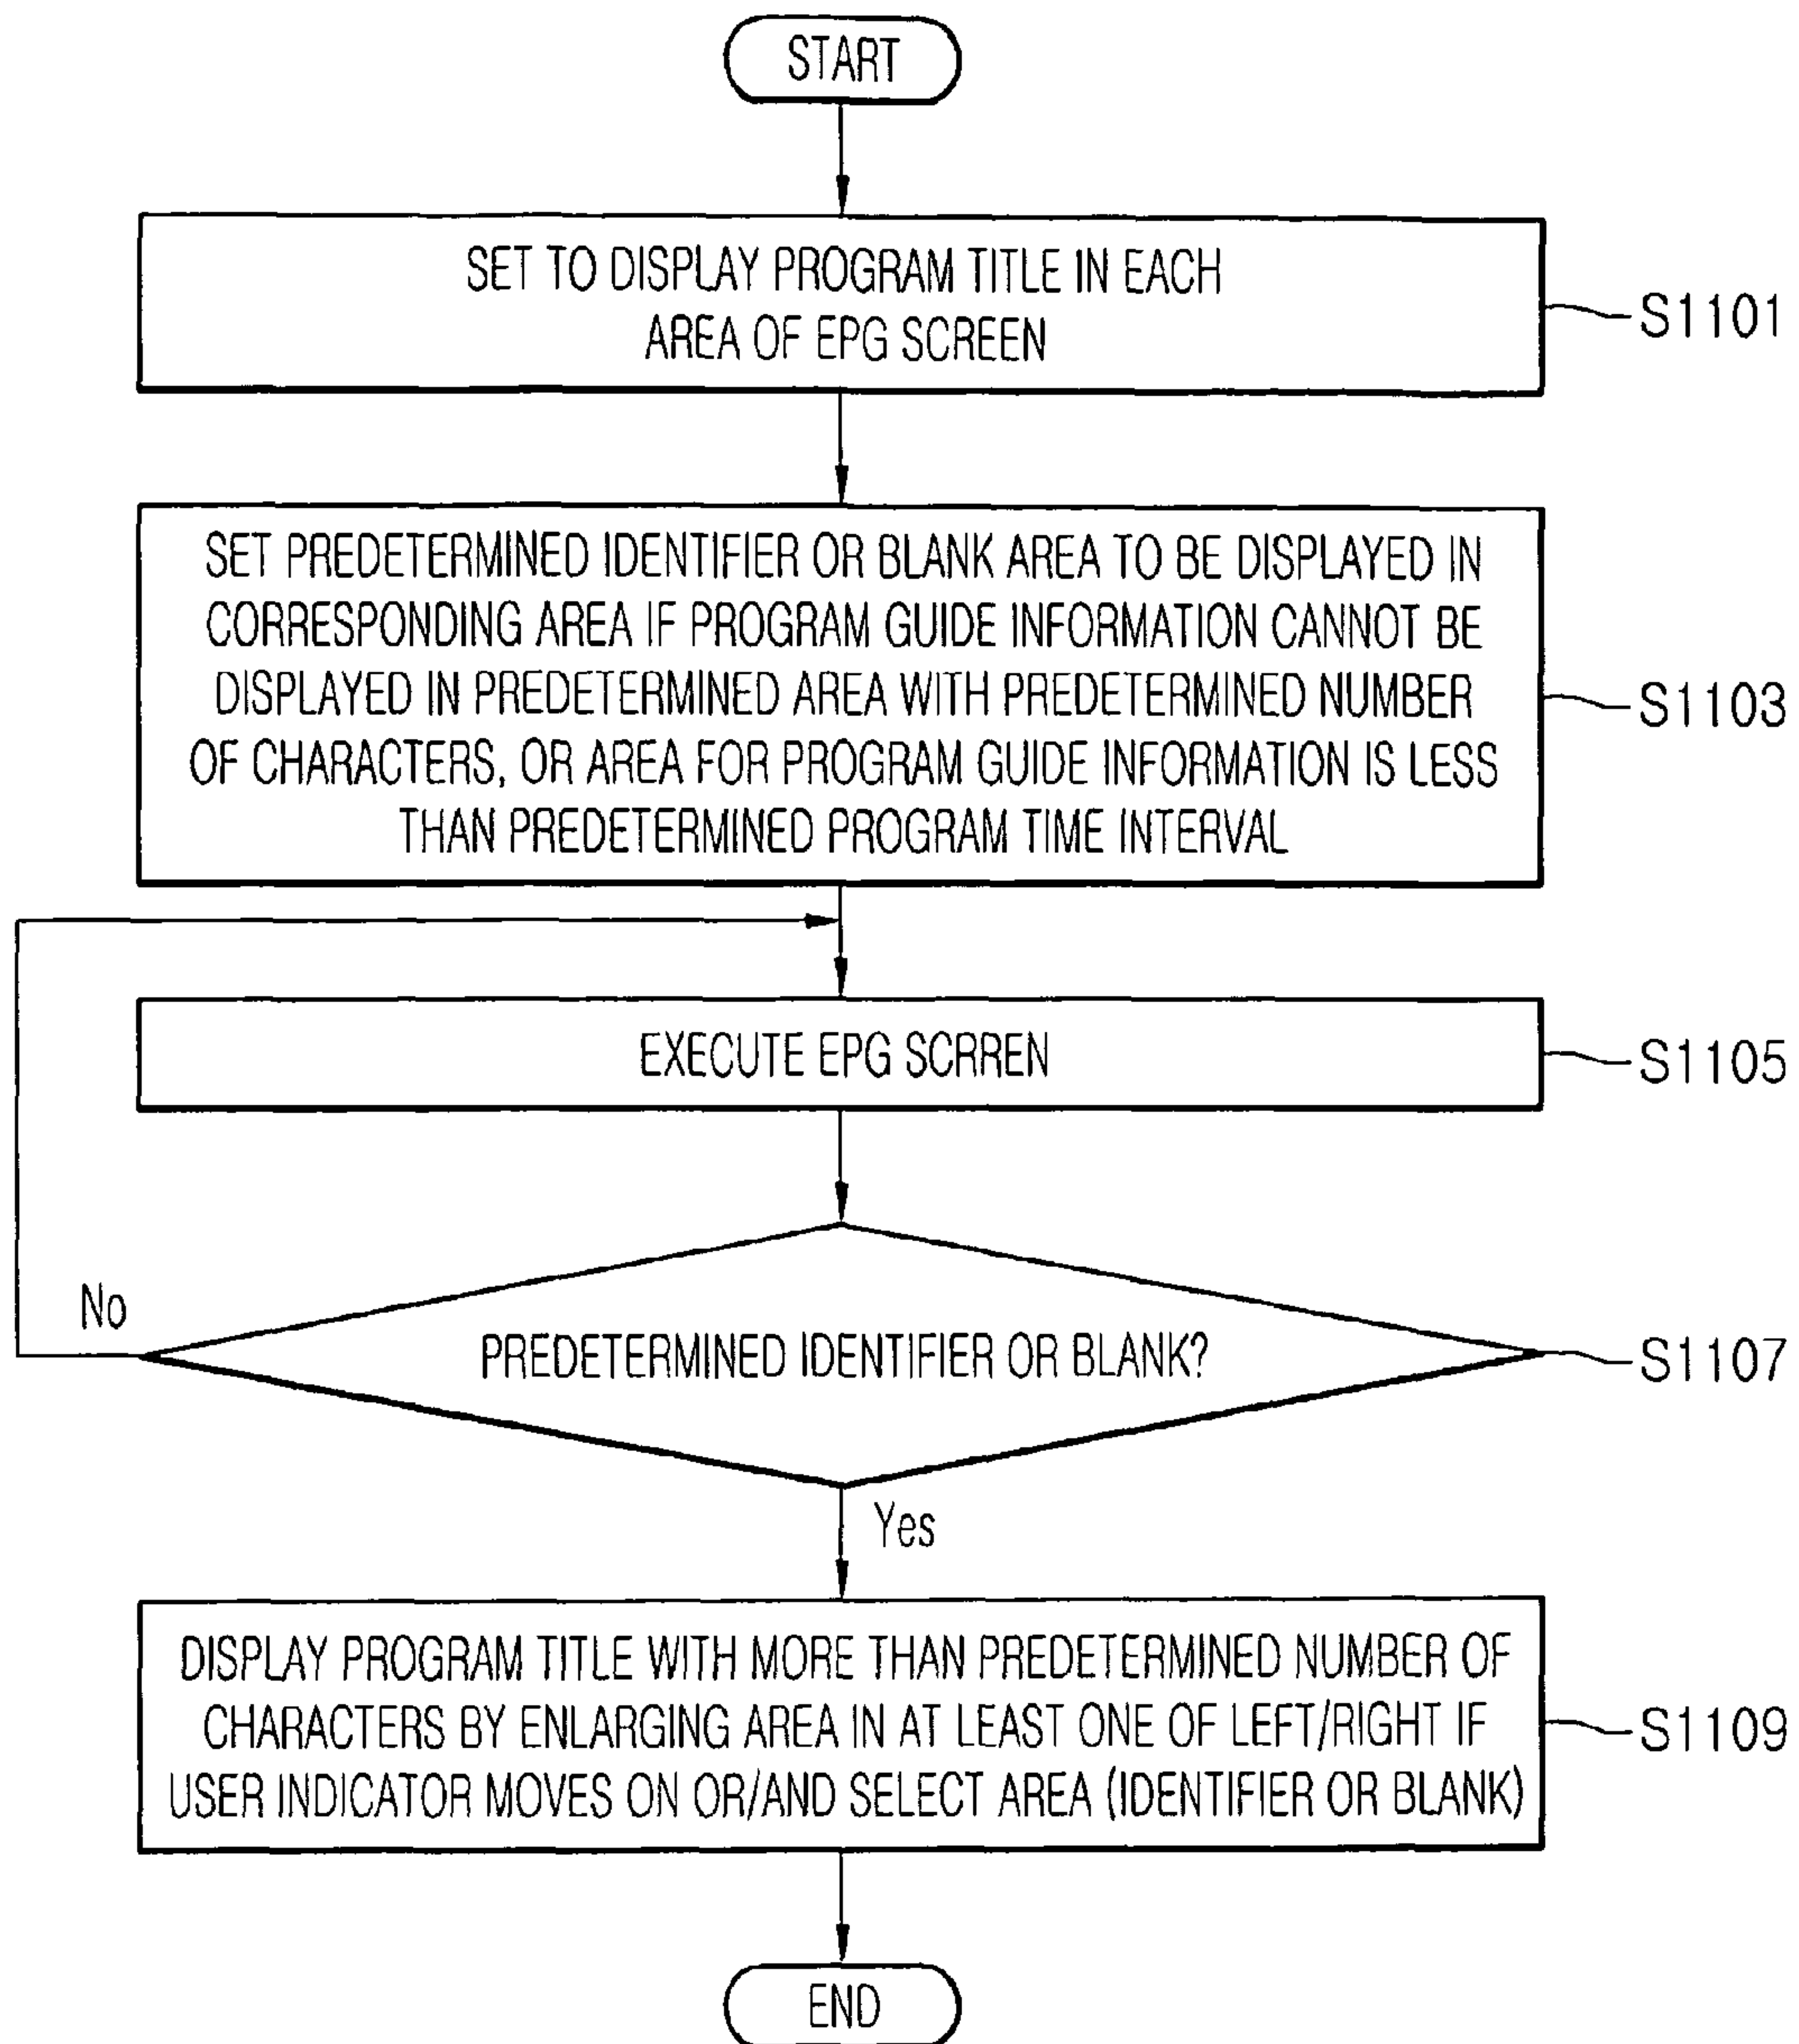 START
SET TO DISPLAY PROGRAM TITLE IN EACH
AREA OF EPG SCREEN
S1101
SET PREDETERMINED IDENTIFIER OR BLANK AREA TO BE DISPLAYED IN
CORRESPONDING AREA IF PROGRAM GUIDE INFORMATION CANNOT BE
DISPLAYED IN PREDETERMINED AREA WITH PREDETERMINED NUMBER
OF CHARACTERS, OR AREA FOR PROGRAM GUIDE INFORMATION IS LESS
THAN PREDETERMINED PROGRAM TIME INTERVAL
S1103
EXECUTE EPG SCRREN
S1105
No
PREDETERMINED IDENTIFIER OR BLANK?
S1107
Yes
DISPLAY PROGRAM TITLE WITH MORE THAN PREDETERMINED NUMBER OF
CHARACTERS BY ENLARGING AREA IN AT LEAST ONE OF LEFT/RIGHT IF
USER INDICATOR MOVES ON OR/AND SELECT AREA (IDENTIFIER OR BLANK)
S1109
END